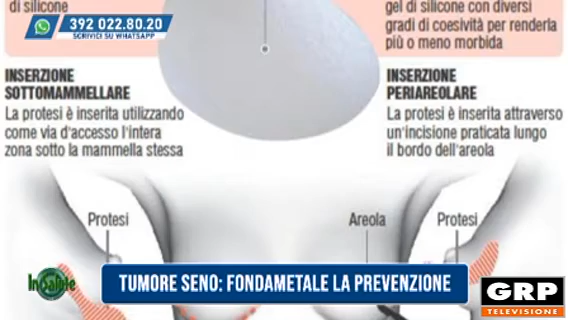 di silicone
392 022.80.20
SCRIVICI SU WHATSAPP
gel di silicone con diversi
gradi di coesività per renderla
più o meno morbida
INSERZIONE
SOTTOMAMMELLARE
La protesi è inserita utilizzando
come via d'accesso l'intera
zona sotto la mammella stessa
INSERZIONE
PERIAREOLARE
La protesi è inserita attraverso
un'incisione praticata lungo
il bordo dell'areola
Protesi
Areola
Protesi
InSalute
TUMORE SENO: FONDAMETALE LA PREVENZIONE
GRP
TELEVISIONE